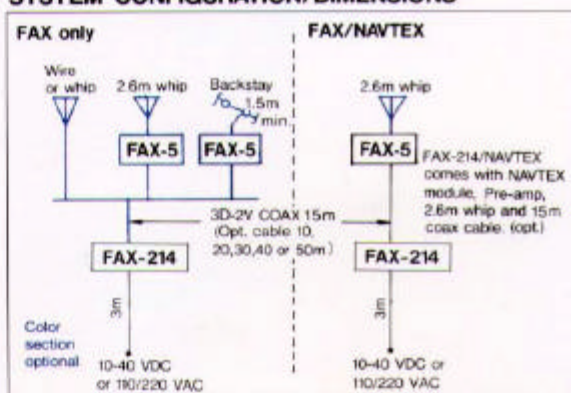 SYSTEM CONFIGURATION/DIMENSIONS
FAX only
Wire
or whip
2.6m whip
Backstay
1.5m
min.
FAX-5
FAX-5
3D-2V COAX 15m
(Opt. cable 10,
20,30,40 or 50m)
FAX-214
3m
Color
section
optional
10-40 VDC
or 110/220 VAC
FAX/NAVTEX
2.6m whip
FAX-5
FAX-214/NAVTEX
comes with NAVTEX
module, Pre-amp,
2.6m whip and 15m
coax cable. (opt.)
FAX-214
3m
10-40 VDC or
110/220 VAC